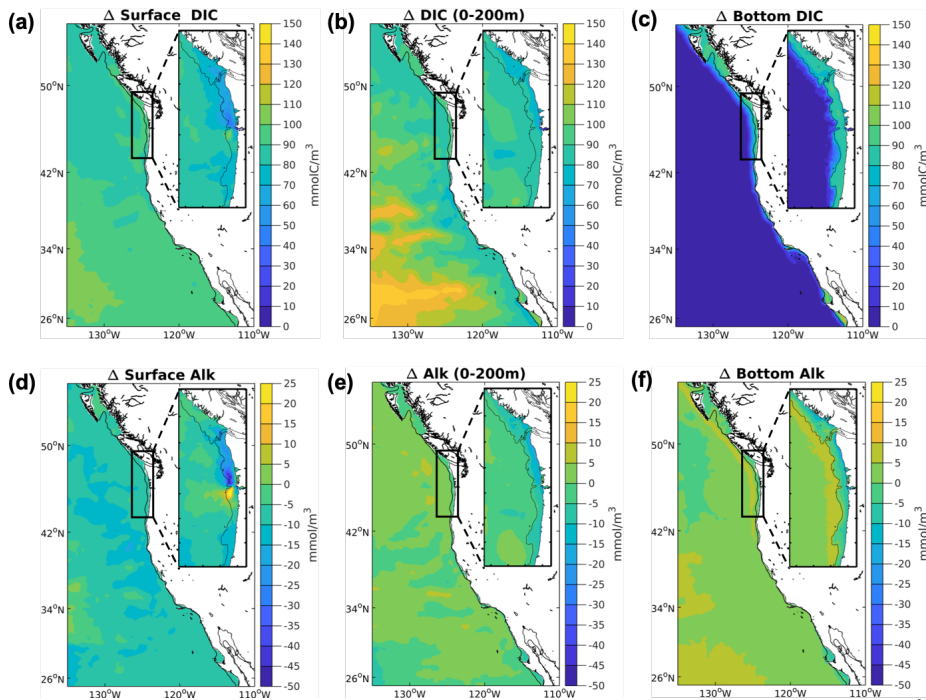 (a)
Δ Surface DIC
50°N
42°N
34°N
26°N
130°W
120°W
110°W
150
140
130
120
110
100
90
80
70
60
50
40
30
20
10
0
mmolC/m³
(b)
Δ DIC (0-200m)
50°N
42°N
34°N
26°N
130°W
120°W
110°W
150
140
130
120
110
100
90
80
70
60
50
40
30
20
10
0
mmolC/m³
(c)
Δ Bottom DIC
50°N
42°N
34°N
26°N
130°W
120°W
110°W
150
140
130
120
110
100
90
80
70
60
50
40
30
20
10
0
mmolC/m³
(d)
Δ Surface Alk
50°N
42°N
34°N
26°N
130°W
120°W
110°W
25
20
15
10
5
0
-5
-10
-15
-20
-25
-30
-35
-40
-45
-50
mmol/m³
(e)
Δ Alk (0-200m)
50°N
42°N
34°N
26°N
130°W
120°W
110°W
25
20
15
10
5
0
-5
-10
-15
-20
-25
-30
-35
-40
-45
-50
mmol/m³
(f)
Δ Bottom Alk
50°N
42°N
34°N
26°N
130°W
120°W
110°W
25
20
15
10
5
0
-5
-10
-15
-20
-25
-30
-35
-40
-45
-50
mmol/m³